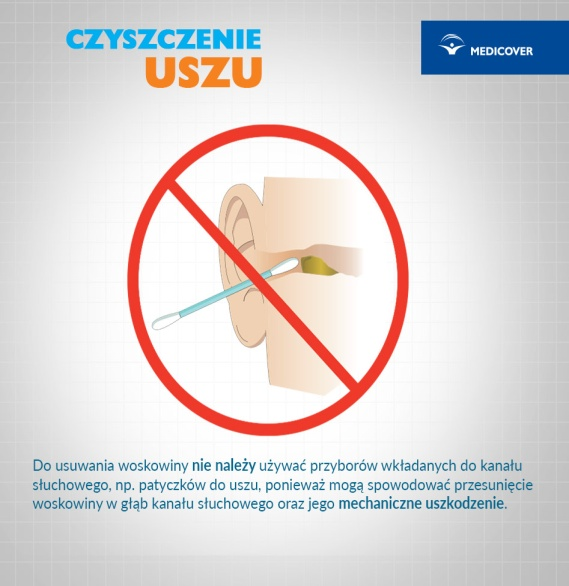 CZYSZCZENIE
USZU
MEDICOVER
Do usuwania woskowiny nie należy używać przyborów wkładanych do kanału
słuchowego, np. patyczków do uszu, ponieważ mogą spowodować przesunięcie
woskowiny w głąb kanału słuchowego oraz jego mechaniczne uszkodzenie.